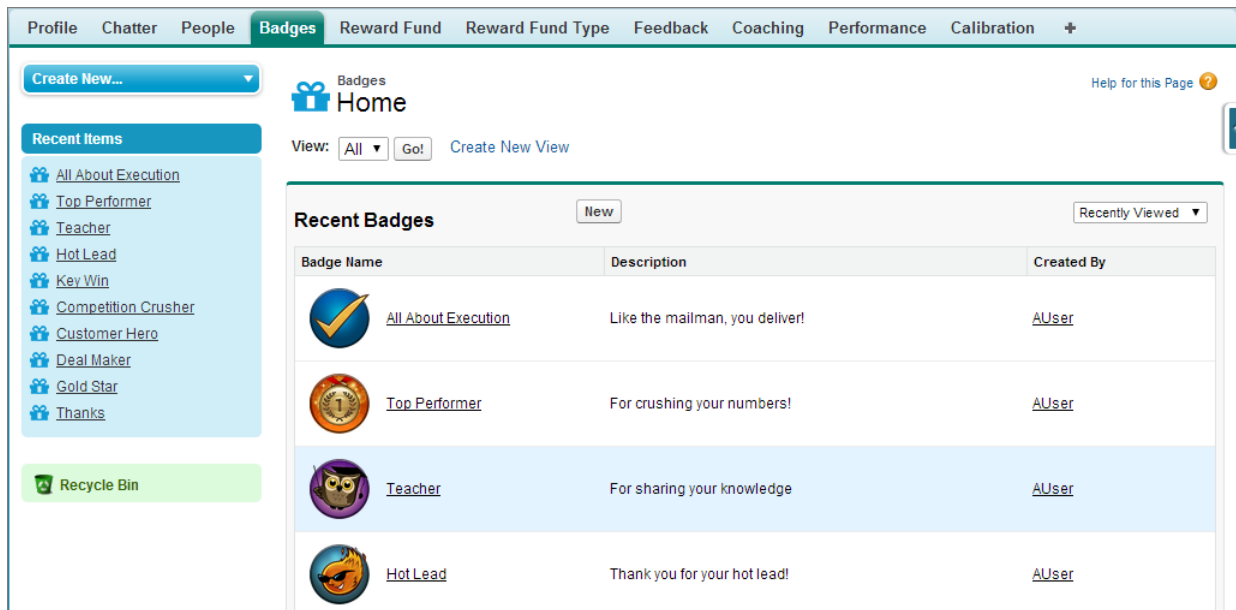 Profile Chatter People Badges Reward Fund Reward Fund Type Feedback Coaching Performance Calibration +
Create New...
Recent Items
All About Execution
Top Performer
Teacher
Hot Lead
Key Win
Competition Crusher
Customer Hero
Deal Maker
Gold Star
Thanks
Recycle Bin
Badges
Home
Help for this Page ?
View: All Go! Create New View
Recent Badges New Recently Viewed
Badge Name Description Created By
All About Execution Like the mailman, you deliver! AUser
1 Top Performer For crushing your numbers! AUser
Teacher For sharing your knowledge AUser
Hot Lead Thank you for your hot lead! AUser